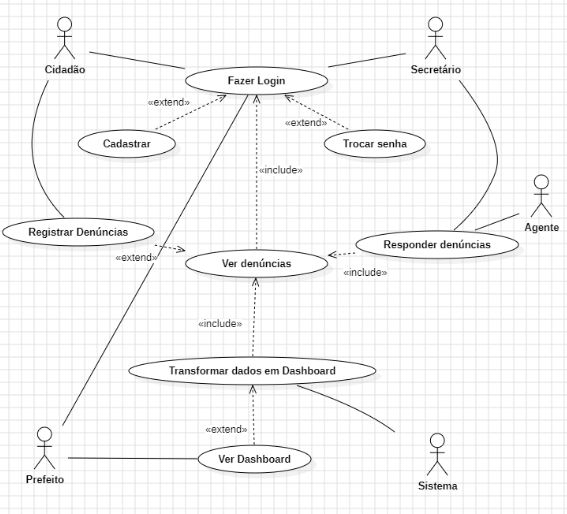 Cidadão
Secretário
Fazer Login
«extend»
«extend»
Cadastrar
Trocar senha
«include»
Agente
Registrar Denúncias
Responder denúncias
«extend»
Ver denúncias
«include»
«include»
Transformar dados em Dashboard
«extend»
Ver Dashboard
Prefeito
Sistema